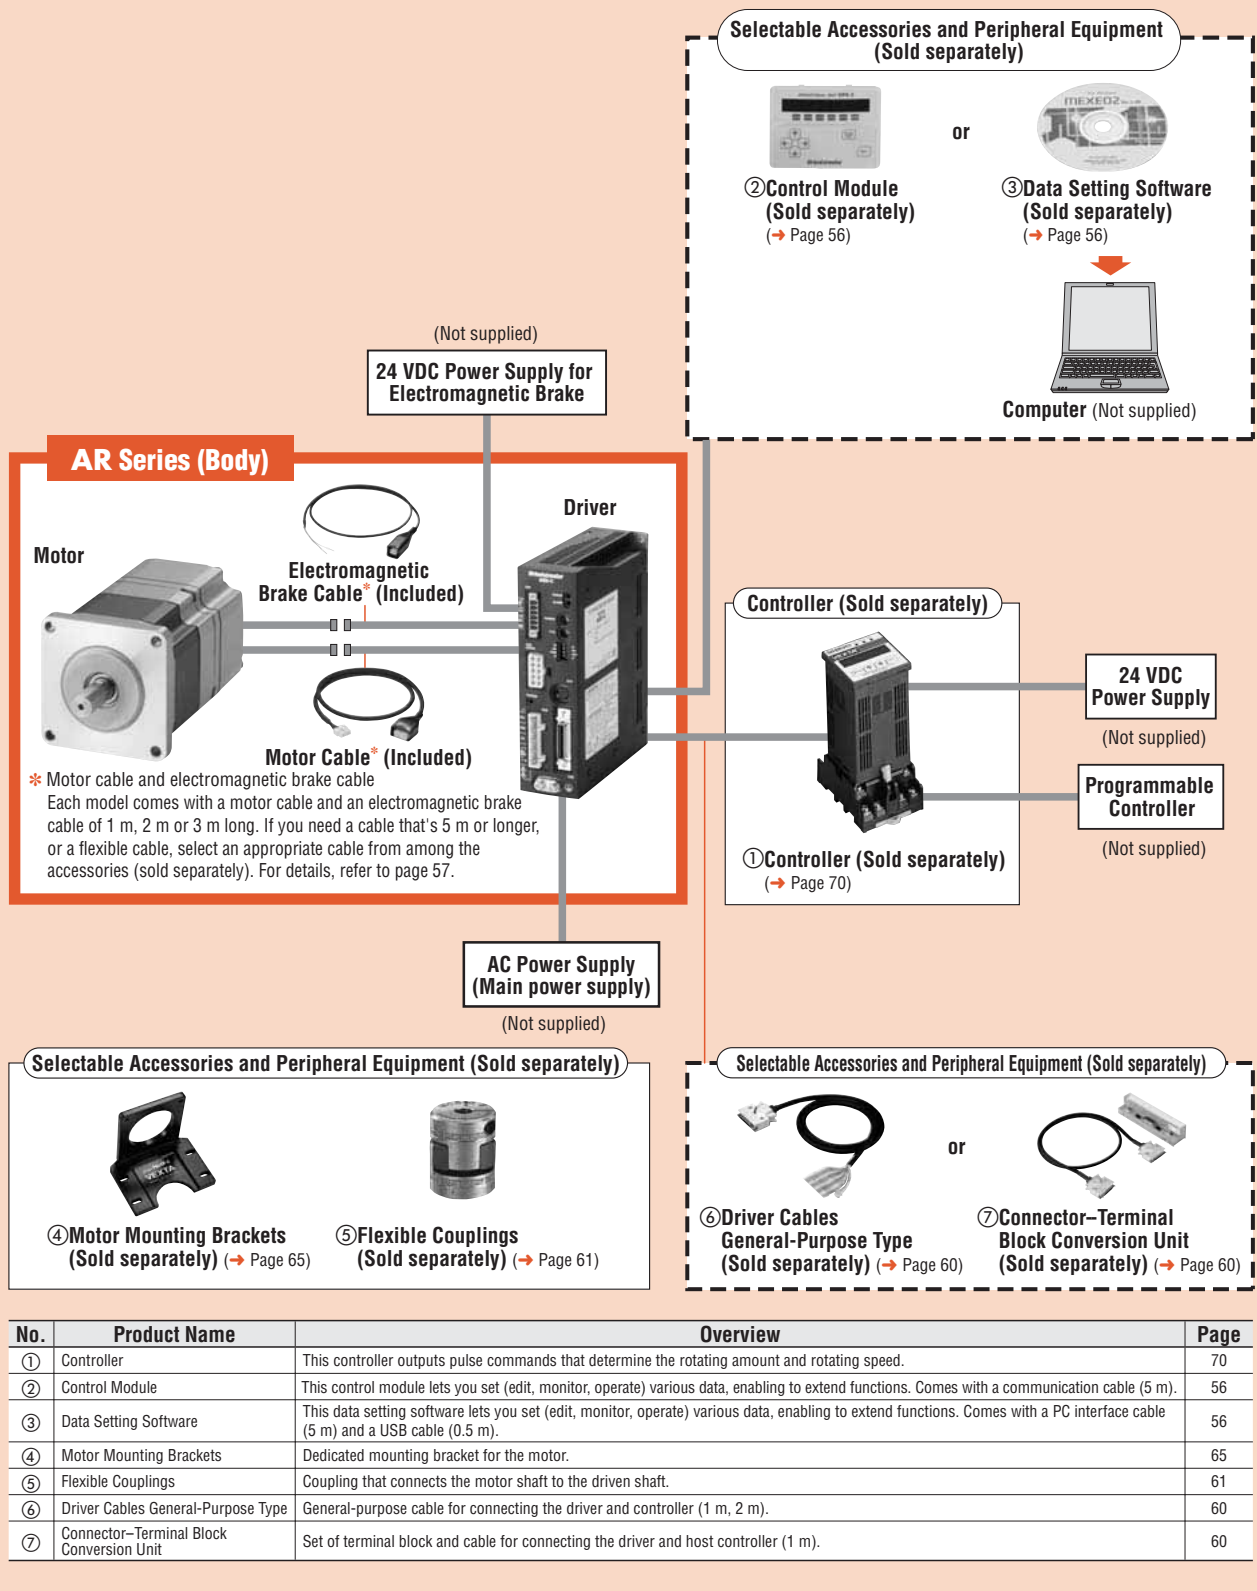 Selectable Accessories and Peripheral Equipment
(Sold separately)
MEXE02
or
②Control Module
(Sold separately)
(➜ Page 56)
③Data Setting Software
(Sold separately)
(➜ Page 56)
Computer (Not supplied)
(Not supplied)
24 VDC Power Supply for
Electromagnetic Brake
AR Series (Body)
Driver
Motor
Electromagnetic
Brake Cable* (Included)
Motor Cable* (Included)
* Motor cable and electromagnetic brake cable
Each model comes with a motor cable and an electromagnetic brake
cable of 1 m, 2 m or 3 m long. If you need a cable that's 5 m or longer,
or a flexible cable, select an appropriate cable from among the
accessories (sold separately). For details, refer to page 57.
Controller (Sold separately)
①Controller (Sold separately)
(➜ Page 70)
24 VDC
Power Supply
(Not supplied)
Programmable
Controller
(Not supplied)
AC Power Supply
(Main power supply)
(Not supplied)
Selectable Accessories and Peripheral Equipment (Sold separately)
VEXTA
④Motor Mounting Brackets
(Sold separately) (➜ Page 65)
⑤Flexible Couplings
(Sold separately) (➜ Page 61)
Selectable Accessories and Peripheral Equipment (Sold separately)
or
⑥Driver Cables
General-Purpose Type
(Sold separately) (➜ Page 60)
⑦Connector–Terminal
Block Conversion Unit
(Sold separately) (➜ Page 60)
No. Product Name Overview Page
① Controller This controller outputs pulse commands that determine the rotating amount and rotating speed. 70
② Control Module This control module lets you set (edit, monitor, operate) various data, enabling to extend functions. Comes with a communication cable (5 m). 56
③ Data Setting Software This data setting software lets you set (edit, monitor, operate) various data, enabling to extend functions. Comes with a PC interface cable
(5 m) and a USB cable (0.5 m). 56
④ Motor Mounting Brackets Dedicated mounting bracket for the motor. 65
⑤ Flexible Couplings Coupling that connects the motor shaft to the driven shaft. 61
⑥ Driver Cables General-Purpose Type General-purpose cable for connecting the driver and controller (1 m, 2 m). 60
⑦ Connector–Terminal Block
Conversion Unit Set of terminal block and cable for connecting the driver and host controller (1 m). 60